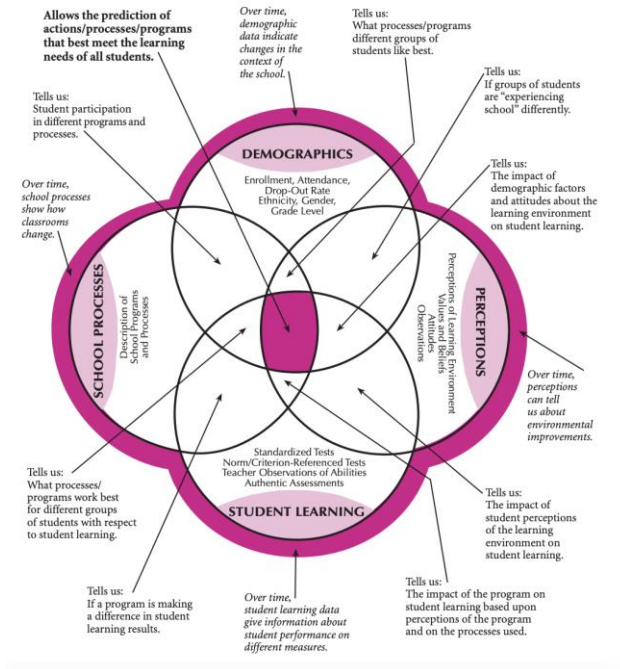 Allows the prediction of
actions/processes/programs
that best meet the learning
needs of all students.
Over time,
demographic
data indicate
changes in the
context of
the school.
Tells us:
What processes/programs
different groups of
students like best.
Tells us:
If groups of students
are “experiencing
school” differently.
Tells us:
Student participation
in different programs and
processes.
Tells us:
The impact of
demographic factors
and attitudes about the
learning environment
on student learning.
Over time,
school processes
show how
classrooms
change.
DEMOGRAPHICS
Enrollment, Attendance,
Drop-Out Rate
Ethnicity, Gender,
Grade Level
SCHOOL PROCESSES
Description of
School Programs
and Processes
PERCEPTIONS
Perceptions of Learning Environment
Values and Beliefs
Attitudes
Observations
Over time,
perceptions
can tell
us about
environmental
improvements.
Standardized Tests
Norm/Criterion-Referenced Tests
Teacher Observations of Abilities
Authentic Assessments
STUDENT LEARNING
Tells us:
What processes/
programs work best
for different groups
of students with respect
to student learning.
Tells us:
The impact of
student perceptions
of the learning
environment on
student learning.
Tells us:
If a program is making
a difference in student
learning results.
Over time,
student learning data
give information about
student performance on
different measures.
Tells us:
The impact of the program on
student learning based upon
perceptions of the program
and on the processes used.